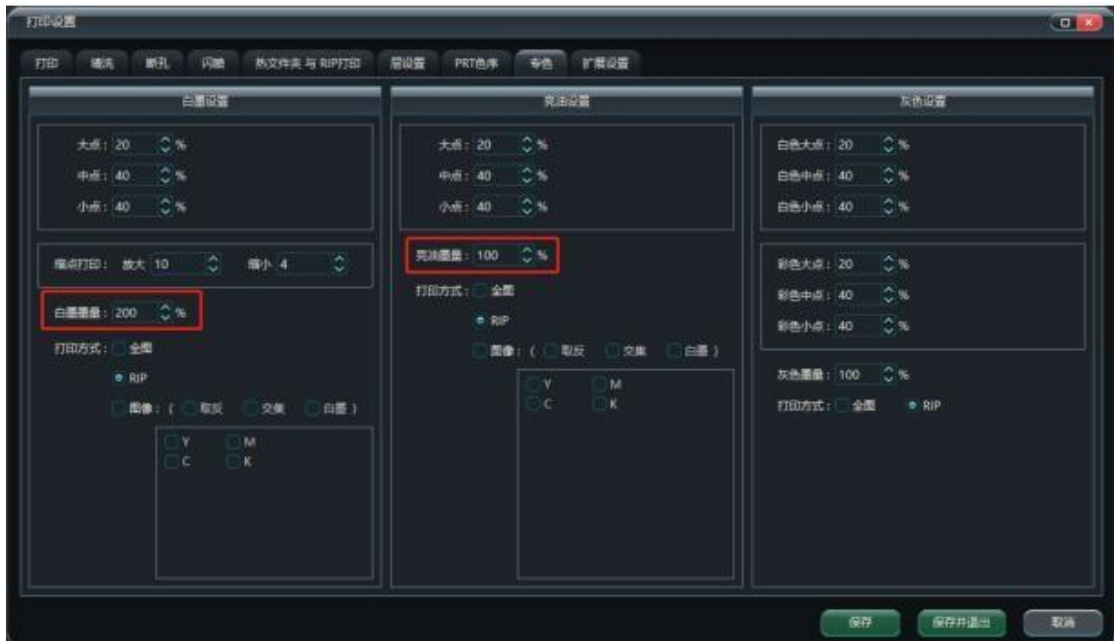 打印设置
打印 清洗 断孔 闪喷 热文件夹 与 RIP打印 层设置 PRT色序 专色 扩展设置
白墨设置
大点: 20 %
中点: 40 %
小点: 40 %
缩点打印: 放大 10 缩小 4
白墨墨量: 200 %
打印方式: 全图
RIP
图像: ( 取反 交集 白墨 )
Y M
C K
亮油设置
大点: 20 %
中点: 40 %
小点: 40 %
亮油墨量: 100 %
打印方式: 全图
RIP
图像: ( 取反 交集 白墨 )
Y M
C K
灰色设置
白色大点: 20 %
白色中点: 40 %
白色小点: 40 %
彩色大点: 20 %
彩色中点: 40 %
彩色小点: 40 %
灰色墨量: 100 %
打印方式: 全图 RIP
保存 保存并退出 取消